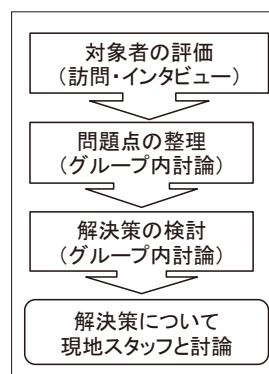 対象者の評価
（訪問・インタビュー）
問題点の整理
（グループ内討論）
解決策の検討
（グループ内討論）
解決策について
現地スタッフと討論